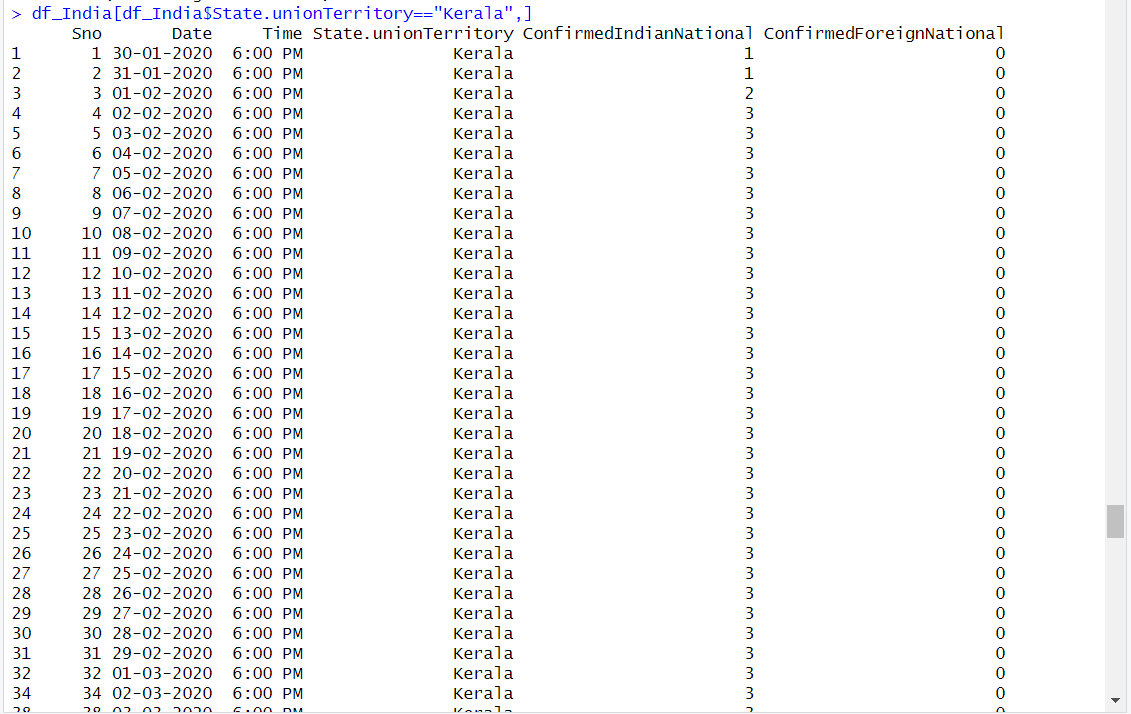 > df_India[df_India$State.unionTerritory=="Kerala",]
Sno Date Time State.unionTerritory ConfirmedIndianNational ConfirmedForeignNational
1 1 30-01-2020 6:00 PM Kerala 1 0
2 2 31-01-2020 6:00 PM Kerala 1 0
3 3 01-02-2020 6:00 PM Kerala 2 0
4 4 02-02-2020 6:00 PM Kerala 3 0
5 5 03-02-2020 6:00 PM Kerala 3 0
6 6 04-02-2020 6:00 PM Kerala 3 0
7 7 05-02-2020 6:00 PM Kerala 3 0
8 8 06-02-2020 6:00 PM Kerala 3 0
9 9 07-02-2020 6:00 PM Kerala 3 0
10 10 08-02-2020 6:00 PM Kerala 3 0
11 11 09-02-2020 6:00 PM Kerala 3 0
12 12 10-02-2020 6:00 PM Kerala 3 0
13 13 11-02-2020 6:00 PM Kerala 3 0
14 14 12-02-2020 6:00 PM Kerala 3 0
15 15 13-02-2020 6:00 PM Kerala 3 0
16 16 14-02-2020 6:00 PM Kerala 3 0
17 17 15-02-2020 6:00 PM Kerala 3 0
18 18 16-02-2020 6:00 PM Kerala 3 0
19 19 17-02-2020 6:00 PM Kerala 3 0
20 20 18-02-2020 6:00 PM Kerala 3 0
21 21 19-02-2020 6:00 PM Kerala 3 0
22 22 20-02-2020 6:00 PM Kerala 3 0
23 23 21-02-2020 6:00 PM Kerala 3 0
24 24 22-02-2020 6:00 PM Kerala 3 0
25 25 23-02-2020 6:00 PM Kerala 3 0
26 26 24-02-2020 6:00 PM Kerala 3 0
27 27 25-02-2020 6:00 PM Kerala 3 0
28 28 26-02-2020 6:00 PM Kerala 3 0
29 29 27-02-2020 6:00 PM Kerala 3 0
30 30 28-02-2020 6:00 PM Kerala 3 0
31 31 29-02-2020 6:00 PM Kerala 3 0
32 32 01-03-2020 6:00 PM Kerala 3 0
34 34 02-03-2020 6:00 PM Kerala 3 0